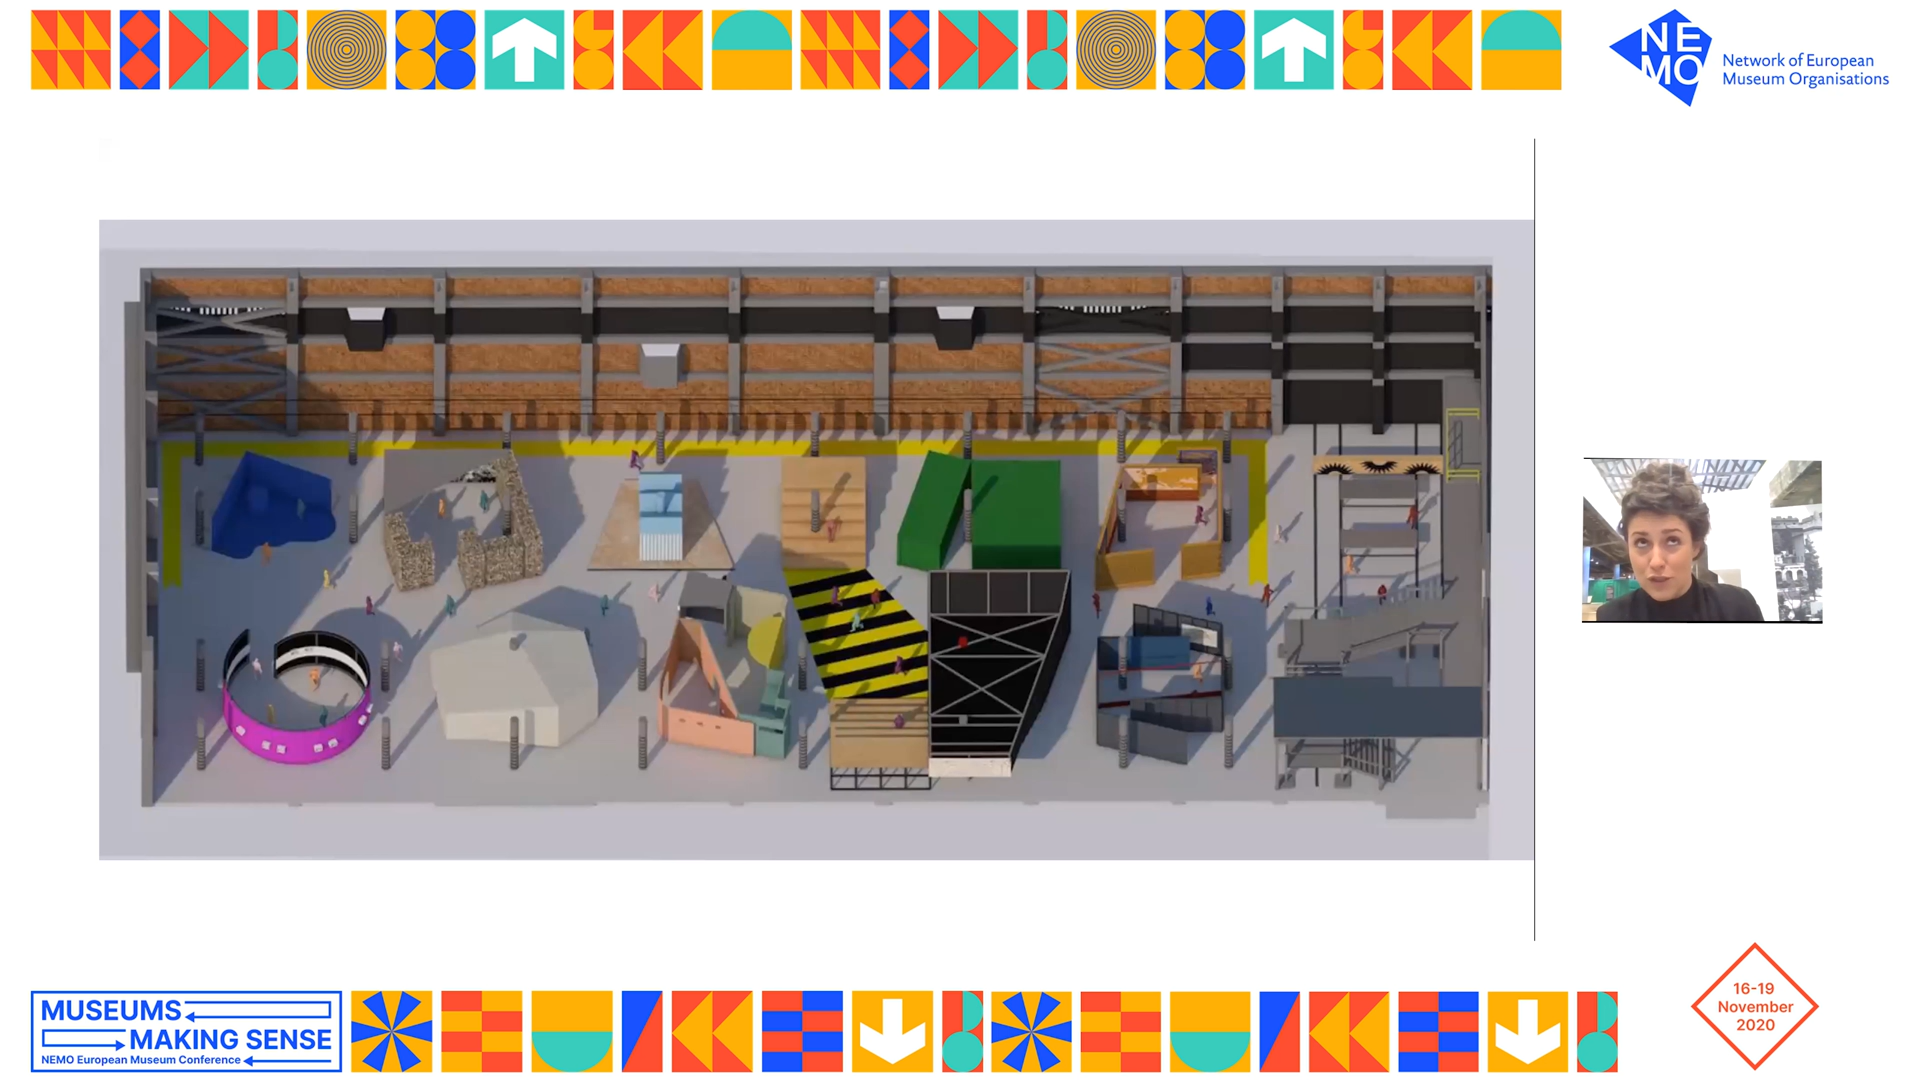 NE
MO
Network of European
Museum Organisations
MUSEUMS
MAKING SENSE
NEMO European Museum Conference
16-19
November
2020